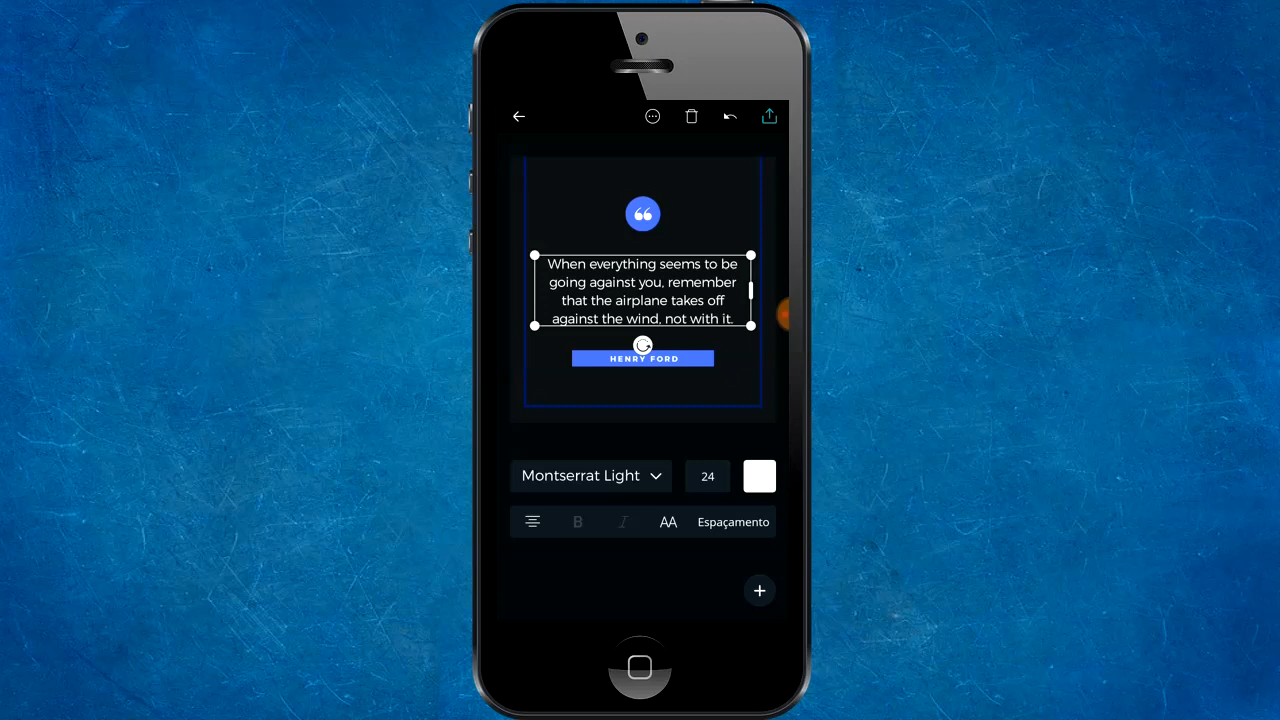 When everything seems to be
going against you, remember
that the airplane takes off
against the wind, not with it.
HENRY FORD
Montserrat Light
24
B I AA Espaçamento